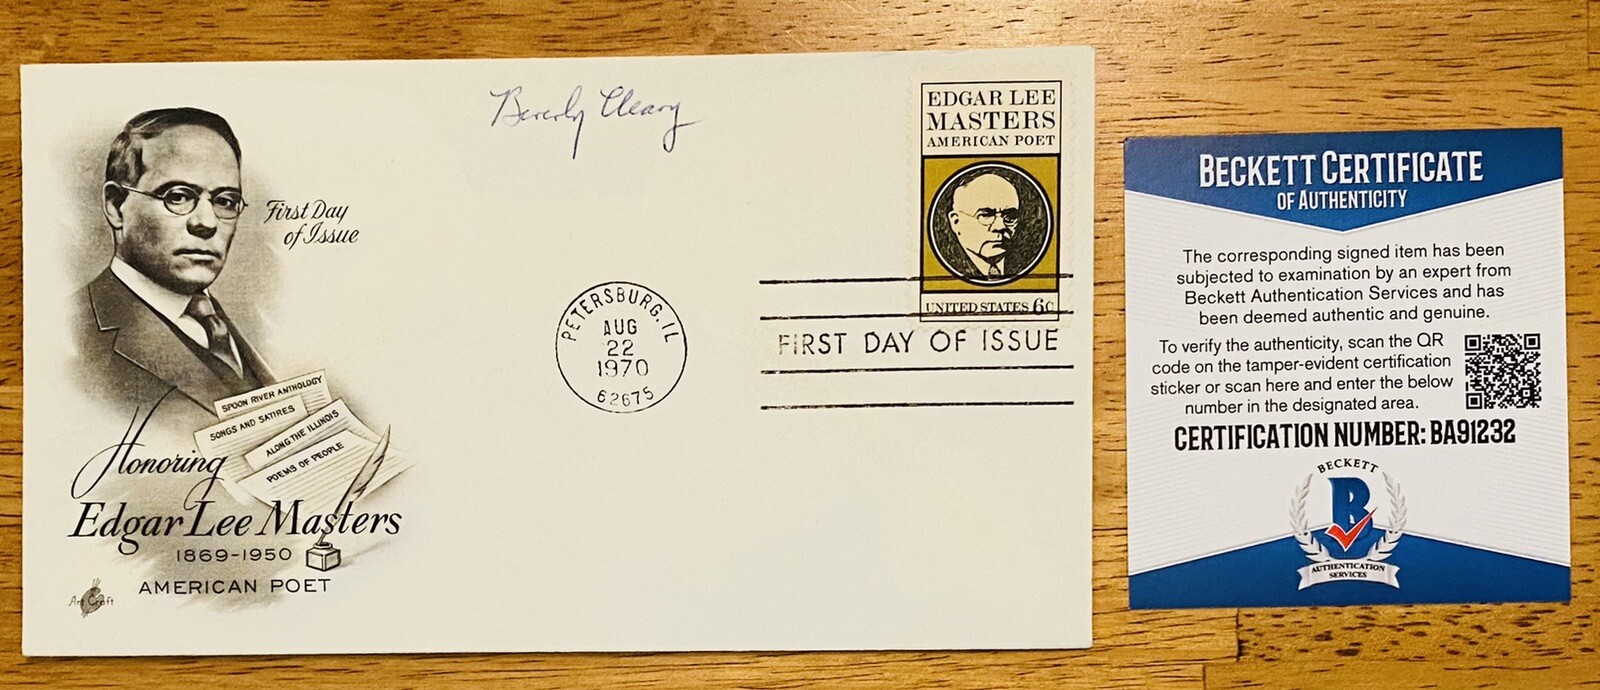 Beverly Cleary
First Day
of Issue
SPOON RIVER ANTHOLOGY
SONGS AND SATIRES
ALONG THE ILLINOIS
POEMS OF PEOPLE
Honoring
Edgar Lee Masters
1869-1950
AMERICAN POET
Art Craft
PETERSBURG, IL
AUG
22
1970
62675
EDGAR LEE
MASTERS
AMERICAN POET
UNITED STATES 6c
FIRST DAY OF ISSUE
BECKETT CERTIFICATE
OF AUTHENTICITY
The corresponding signed item has been
subjected to examination by an expert from
Beckett Authentication Services and has
been deemed authentic and genuine.
To verify the authenticity, scan the QR
code on the tamper-evident certification
sticker or scan here and enter the below
number in the designated area.
CERTIFICATION NUMBER: BA91232
BECKETT
B
AUTHENTICATION
SERVICES